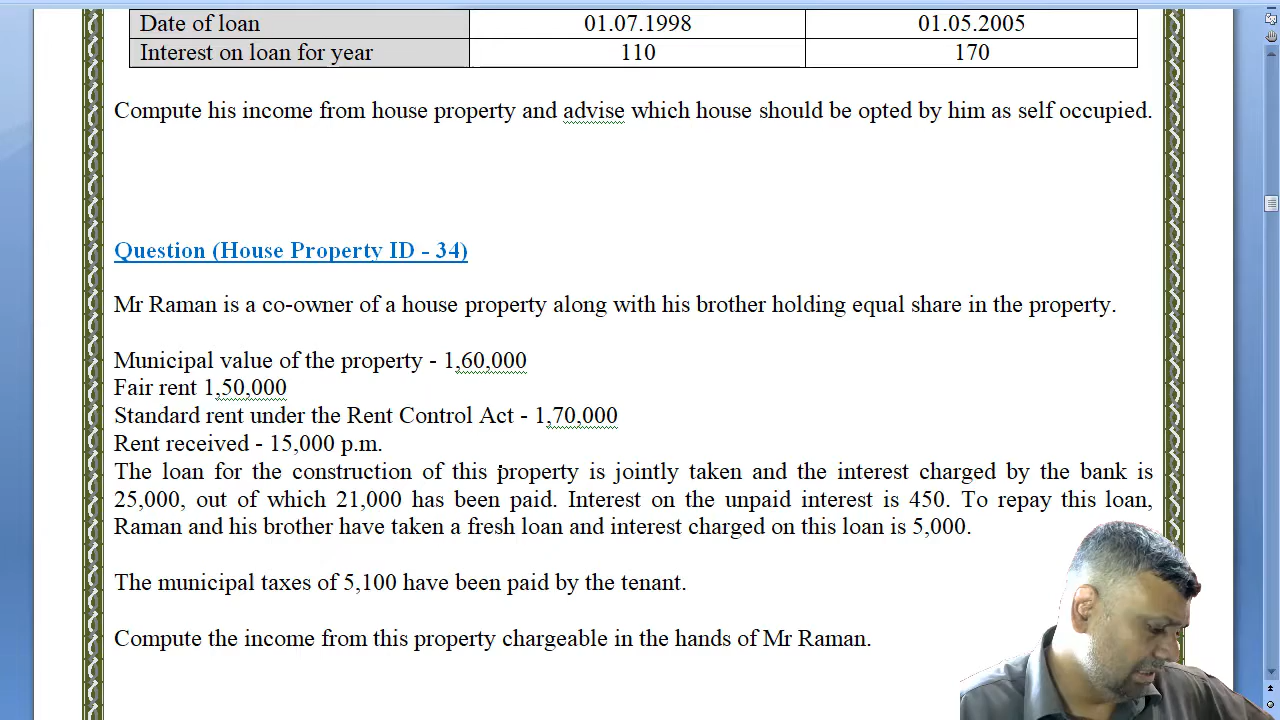 Date of loan 01.07.1998 01.05.2005
Interest on loan for year 110 170
Compute his income from house property and advise which house should be opted by him as self occupied.
Question (House Property ID - 34)
Mr Raman is a co-owner of a house property along with his brother holding equal share in the property.
Municipal value of the property - 1,60,000
Fair rent 1,50,000
Standard rent under the Rent Control Act - 1,70,000
Rent received - 15,000 p.m.
The loan for the construction of this property is jointly taken and the interest charged by the bank is
25,000, out of which 21,000 has been paid. Interest on the unpaid interest is 450. To repay this loan,
Raman and his brother have taken a fresh loan and interest charged on this loan is 5,000.
The municipal taxes of 5,100 have been paid by the tenant.
Compute the income from this property chargeable in the hands of Mr Raman.